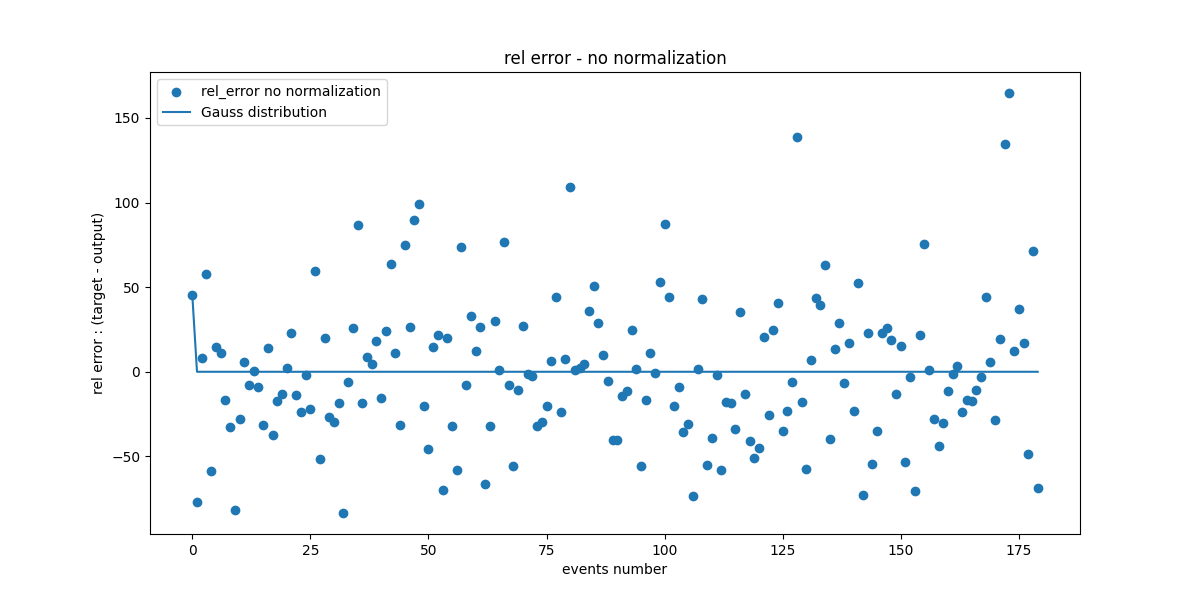 rel error - no normalization
rel_error no normalization
Gauss distribution
rel error : (target - output)
150
100
50
0
−50
0 25 50 75 100 125 150 175
events number